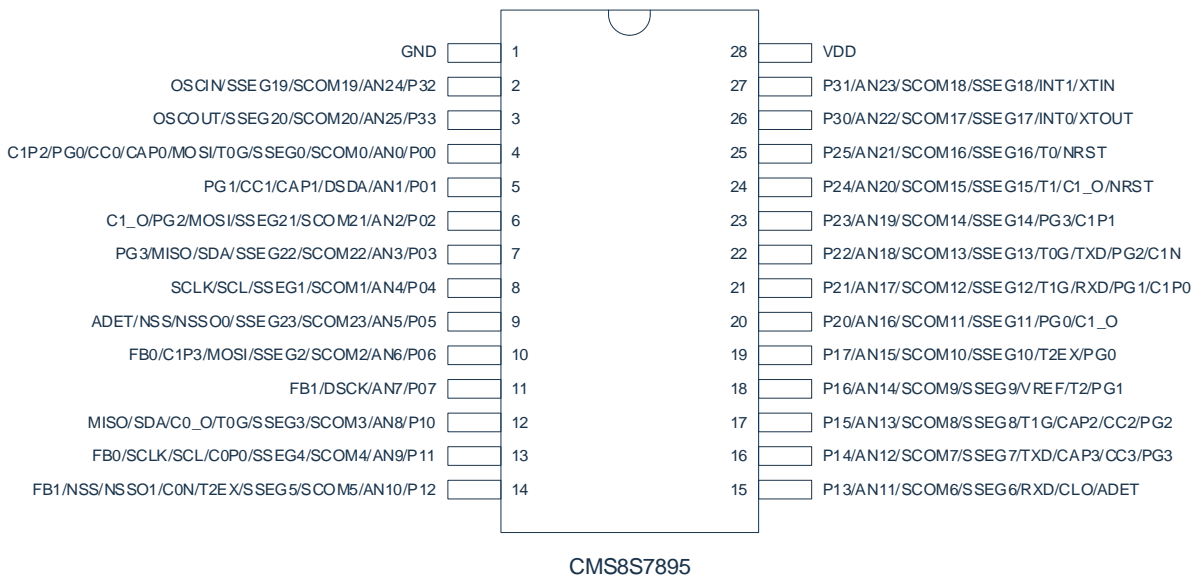 GND 1 28 VDD
OSCIN/SSEG19/SCOM19/AN24/P32 2 27 P31/AN23/SCOM18/SSEG18/INT1/XTIN
OSCOUT/SSEG20/SCOM20/AN25/P33 3 26 P30/AN22/SCOM17/SSEG17/INT0/XTOUT
C1P2/PG0/CC0/CAP0/MOSI/T0G/SSEG0/SCOM0/AN0/P00 4 25 P25/AN21/SCOM16/SSEG16/T0/NRST
PG1/CC1/CAP1/DSDA/AN1/P01 5 24 P24/AN20/SCOM15/SSEG15/T1/C1_O/NRST
C1_O/PG2/MOSI/SSEG21/SCOM21/AN2/P02 6 23 P23/AN19/SCOM14/SSEG14/PG3/C1P1
PG3/MISO/SDA/SSEG22/SCOM22/AN3/P03 7 22 P22/AN18/SCOM13/SSEG13/T0G/TXD/PG2/C1N
SCLK/SCL/SSEG1/SCOM1/AN4/P04 8 21 P21/AN17/SCOM12/SSEG12/T1G/RXD/PG1/C1P0
ADET/NSS/NSSO0/SSEG23/SCOM23/AN5/P05 9 20 P20/AN16/SCOM11/SSEG11/PG0/C1_O
FB0/C1P3/MOSI/SSEG2/SCOM2/AN6/P06 10 19 P17/AN15/SCOM10/SSEG10/T2EX/PG0
FB1/DSCK/AN7/P07 11 18 P16/AN14/SCOM9/SSEG9/VREF/T2/PG1
MISO/SDA/C0_O/T0G/SSEG3/SCOM3/AN8/P10 12 17 P15/AN13/SCOM8/SSEG8/T1G/CAP2/CC2/PG2
FB0/SCLK/SCL/C0P0/SSEG4/SCOM4/AN9/P11 13 16 P14/AN12/SCOM7/SSEG7/TXD/CAP3/CC3/PG3
FB1/NSS/NSSO1/C0N/T2EX/SSEG5/SCOM5/AN10/P12 14 15 P13/AN11/SCOM6/SSEG6/RXD/CLO/ADET
CMS8S7895